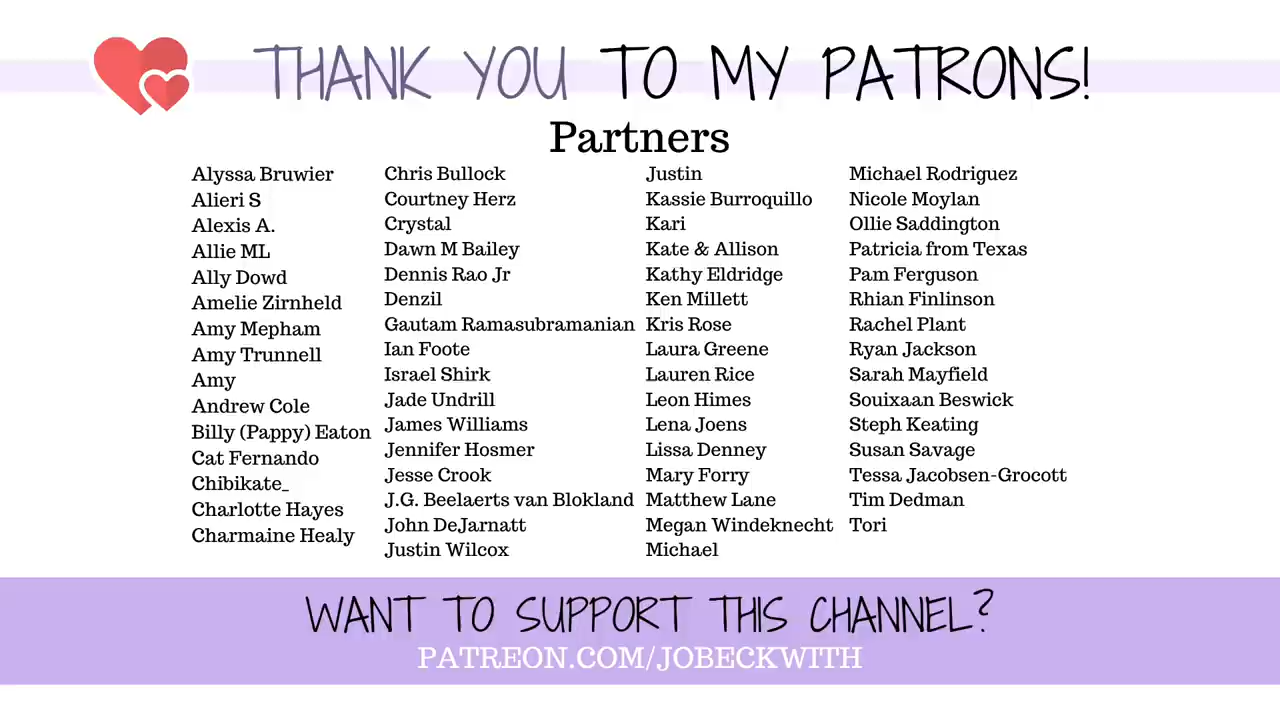 THANK YOU TO MY PATRONS!
Partners
Alyssa Bruwier
Alieri S
Alexis A.
Allie ML
Ally Dowd
Amelie Zirnheld
Amy Mepham
Amy Trunnell
Amy
Andrew Cole
Billy (Pappy) Eaton
Cat Fernando
Chibikate_
Charlotte Hayes
Charmaine Healy
Chris Bullock
Courtney Herz
Crystal
Dawn M Bailey
Dennis Rao Jr
Denzil
Gautam Ramasubramanian
Ian Foote
Israel Shirk
Jade Undrill
James Williams
Jennifer Hosmer
Jesse Crook
J.G. Beelaerts van Blokland
John DeJarnatt
Justin Wilcox
Justin
Kassie Burroquillo
Kari
Kate & Allison
Kathy Eldridge
Ken Millett
Kris Rose
Laura Greene
Lauren Rice
Leon Himes
Lena Joens
Lissa Denney
Mary Forry
Matthew Lane
Megan Windeknecht
Michael
Michael Rodriguez
Nicole Moylan
Ollie Saddington
Patricia from Texas
Pam Ferguson
Rhian Finlinson
Rachel Plant
Ryan Jackson
Sarah Mayfield
Souixaan Beswick
Steph Keating
Susan Savage
Tessa Jacobsen-Grocott
Tim Dedman
Tori
WANT TO SUPPORT THIS CHANNEL?
PATREON.COM/JOBECKWITH